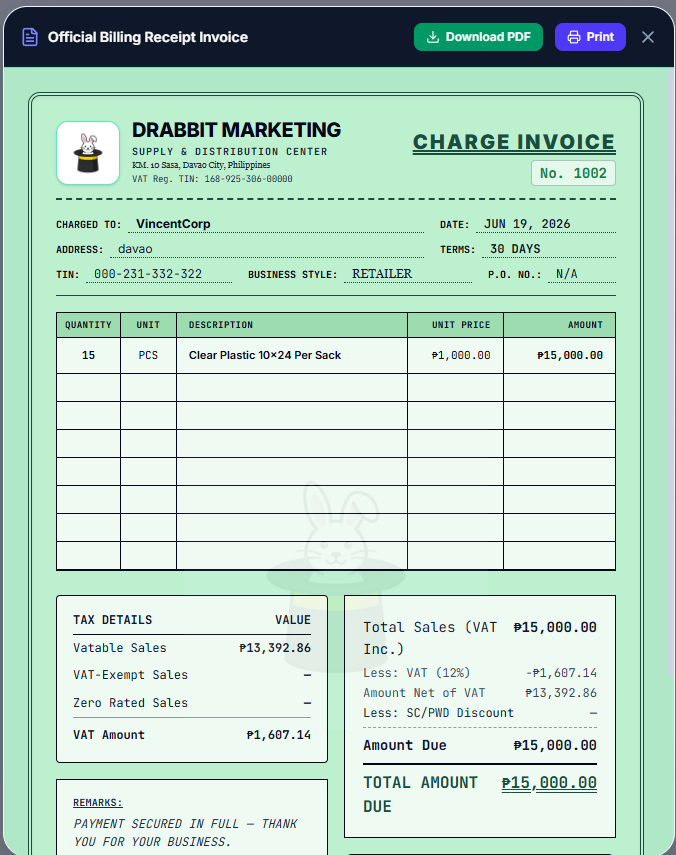 Official Billing Receipt Invoice
Download PDF
Print
DRABBIT MARKETING
SUPPLY & DISTRIBUTION CENTER
KM. 10 Sasa, Davao City, Philippines
VAT Reg. TIN: 168-925-306-00000
CHARGE INVOICE
No. 1002
CHARGED TO: VincentCorp
DATE: JUN 19, 2026
ADDRESS: davao
TERMS: 30 DAYS
TIN: 000-231-332-322 BUSINESS STYLE: RETAILER P.O. NO.: N/A
QUANTITY UNIT DESCRIPTION UNIT PRICE AMOUNT
15 PCS Clear Plastic 10×24 Per Sack ₱1,000.00 ₱15,000.00
TAX DETAILS VALUE
Vatable Sales ₱13,392.86
VAT-Exempt Sales —
Zero Rated Sales —
VAT Amount ₱1,607.14
REMARKS:
PAYMENT SECURED IN FULL — THANK
YOU FOR YOUR BUSINESS.
Total Sales (VAT ₱15,000.00
Inc.)
Less: VAT (12%) -₱1,607.14
Amount Net of VAT ₱13,392.86
Less: SC/PWD Discount —
Amount Due ₱15,000.00
TOTAL AMOUNT ₱15,000.00
DUE